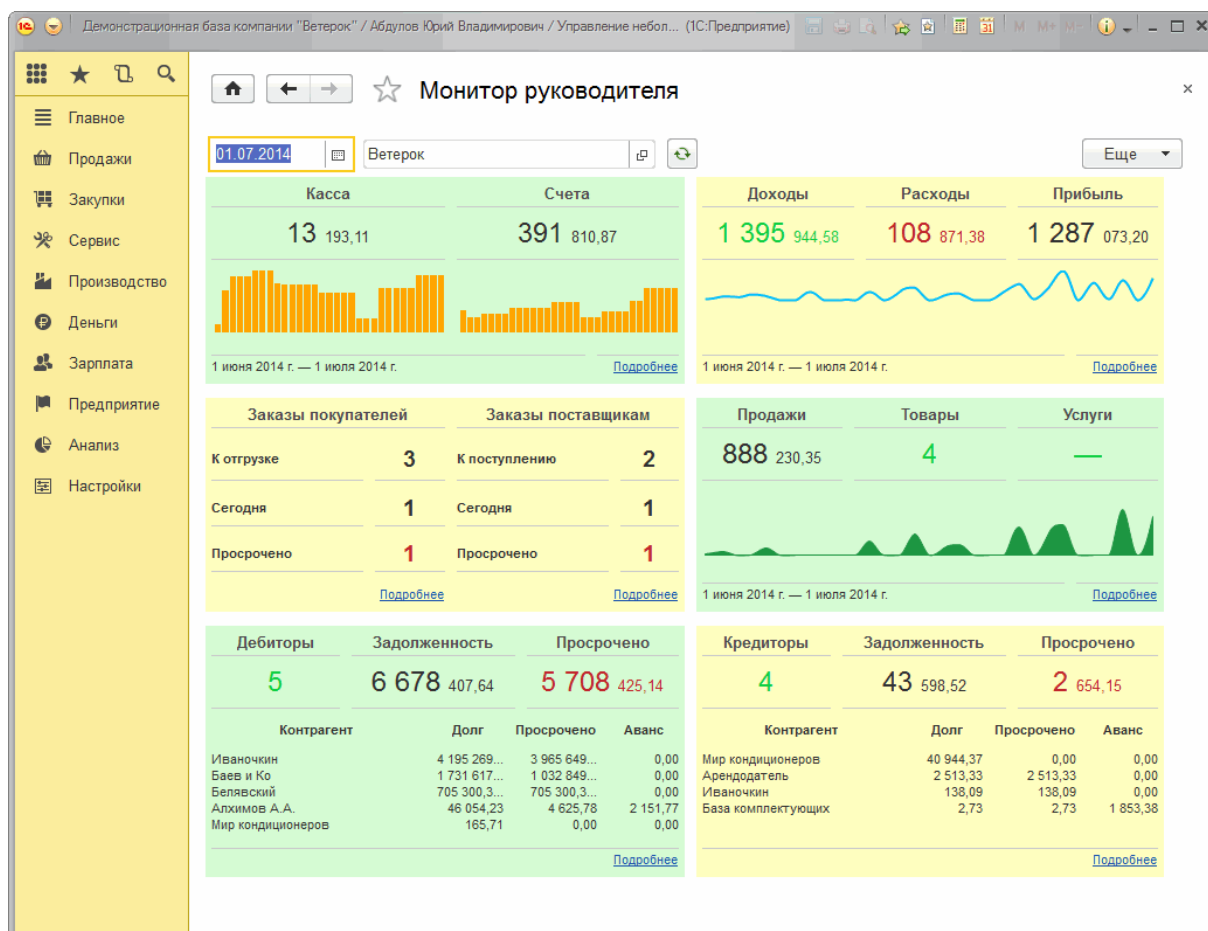 1С Демонстрационная база компании "Ветерок" / Абдулов Юрий Владимирович / Управление небол... (1С:Предприятие) 31 M M+ M-
Монитор руководителя
Главное
Продажи
Закупки
Сервис
Производство
Деньги
Зарплата
Предприятие
Анализ
Настройки
01.07.2014 Ветерок Еще
Касса Счета
13 193,11 391 810,87
1 июня 2014 г. — 1 июля 2014 г. Подробнее
Доходы Расходы Прибыль
1 395 944,58 108 871,38 1 287 073,20
1 июня 2014 г. — 1 июля 2014 г. Подробнее
Заказы покупателей Заказы поставщикам
К отгрузке 3 К поступлению 2
Сегодня 1 Сегодня 1
Просрочено 1 Просрочено 1
Подробнее Подробнее
Продажи Товары Услуги
888 230,35 4 —
1 июня 2014 г. — 1 июля 2014 г. Подробнее
Дебиторы Задолженность Просрочено
5 6 678 407,64 5 708 425,14
Контрагент Долг Просрочено Аванс
Иваночкин 4 195 269... 3 965 649... 0,00
Баев и Ко 1 731 617... 1 032 849... 0,00
Белявский 705 300,3... 705 300,3... 0,00
Алхимов А.А. 46 054,23 4 625,78 2 151,77
Мир кондиционеров 165,71 0,00 0,00
Подробнее
Кредиторы Задолженность Просрочено
4 43 598,52 2 654,15
Контрагент Долг Просрочено Аванс
Мир кондиционеров 40 944,37 0,00 0,00
Арендодатель 2 513,33 2 513,33 0,00
Иваночкин 138,09 138,09 0,00
База комплектующих 2,73 2,73 1 853,38
Подробнее